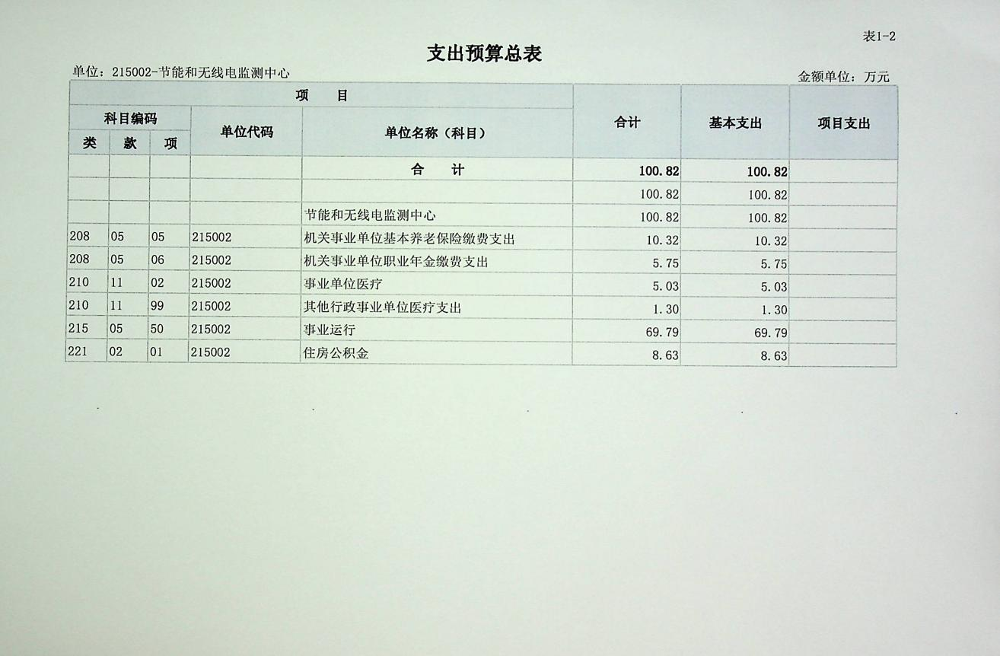 表1-2
支出预算总表
单位：215002-节能和无线电监测中心
金额单位：万元
项 目 合计 基本支出 项目支出
科目编码 单位代码 单位名称（科目）
类 款 项
合 计 100.82 100.82
100.82 100.82
节能和无线电监测中心 100.82 100.82
208 05 05 215002 机关事业单位基本养老保险缴费支出 10.32 10.32
208 05 06 215002 机关事业单位职业年金缴费支出 5.75 5.75
210 11 02 215002 事业单位医疗 5.03 5.03
210 11 99 215002 其他行政事业单位医疗支出 1.30 1.30
215 05 50 215002 事业运行 69.79 69.79
221 02 01 215002 住房公积金 8.63 8.63